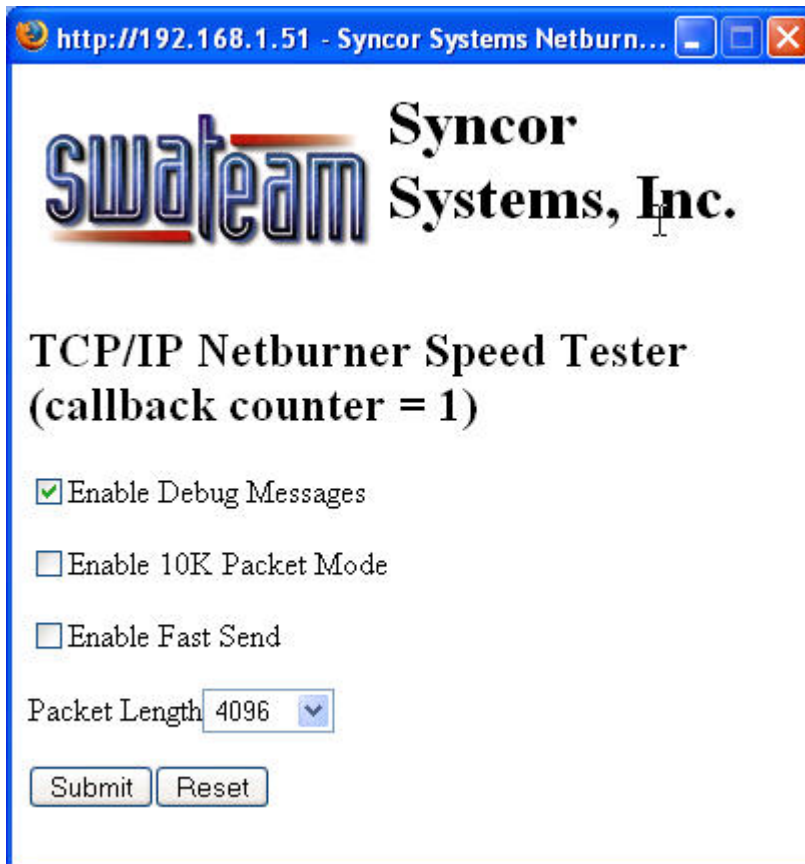 http://192.168.1.51 - Syncor Systems Netburn...
swateam
Syncor
Systems, Inc.
TCP/IP Netburner Speed Tester
(callback counter = 1)
Enable Debug Messages
Enable 10K Packet Mode
Enable Fast Send
Packet Length 4096
Submit Reset